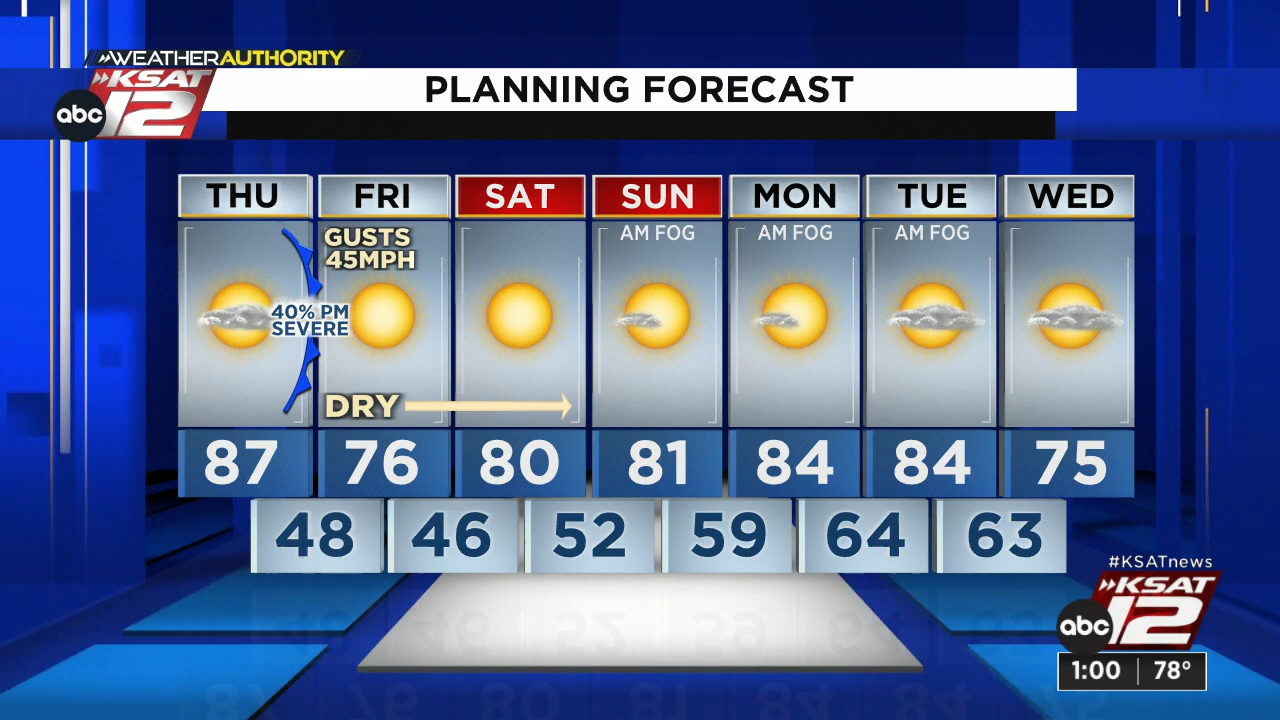 WEATHERAUTHORITY
KSAT
abc 12
PLANNING FORECAST
THU FRI SAT SUN MON TUE WED
GUSTS
45MPH
AM FOG AM FOG AM FOG
40% PM
SEVERE
DRY
87 76 80 81 84 84 75
48 46 52 59 64 63
#KSATnews
KSAT
abc 12
1:00 78°